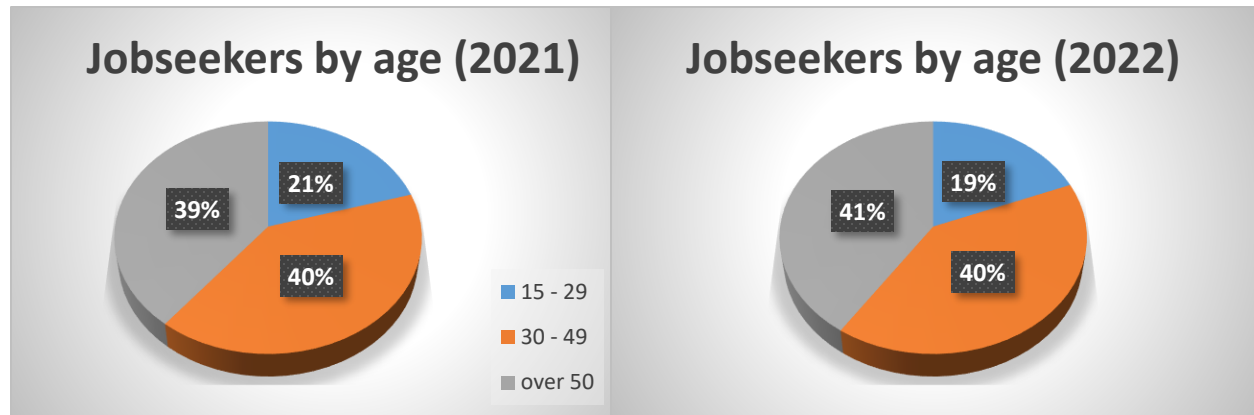 Jobseekers by age (2021)
21%
39%
40%
15 - 29
30 - 49
over 50
Jobseekers by age (2022)
19%
41%
40%